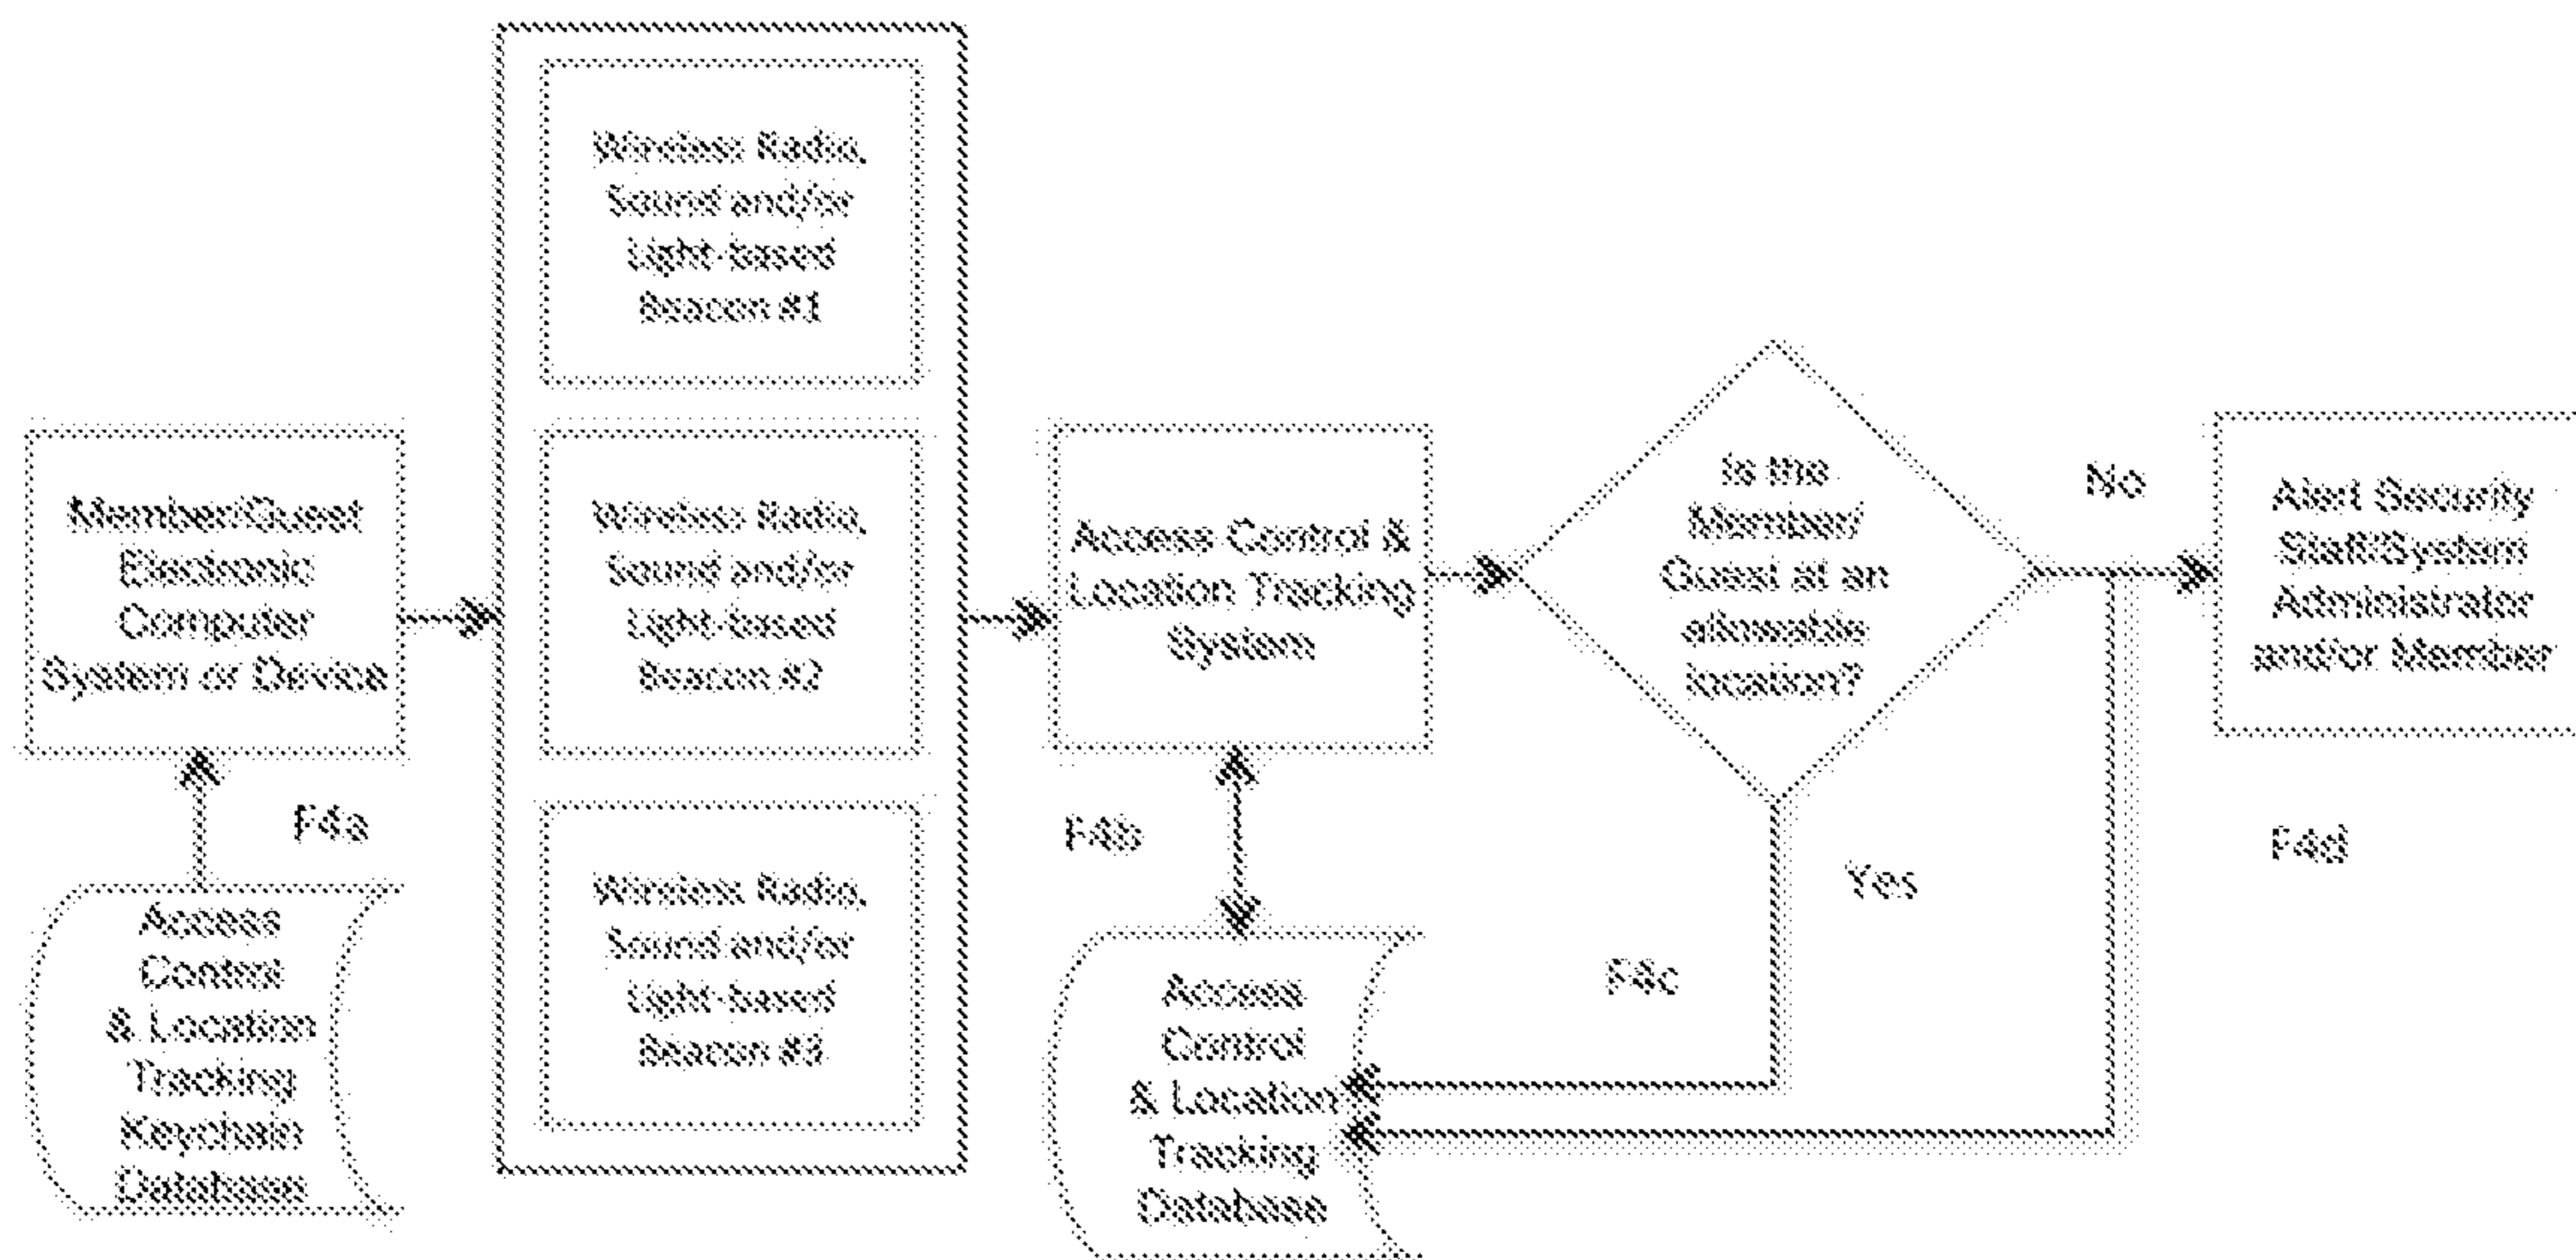 Wireless Radio,
Sound and/or
Light-based
Beacon #1
Member/Guest
Electronic
Computer
System or Device
Wireless Radio,
Sound and/or
Light-based
Beacon #2
Access Control &
Location Tracking
System
Is the
Member/
Guest at an
allowable
location?
No
Alert Security
Staff/System
Administrator
and/or Member
F4a
F4b
Yes
F4d
Access
Control
& Location
Tracking
Keychain
Database
Wireless Radio,
Sound and/or
Light-based
Beacon #3
F4c
Access
Control
& Location
Tracking
Database